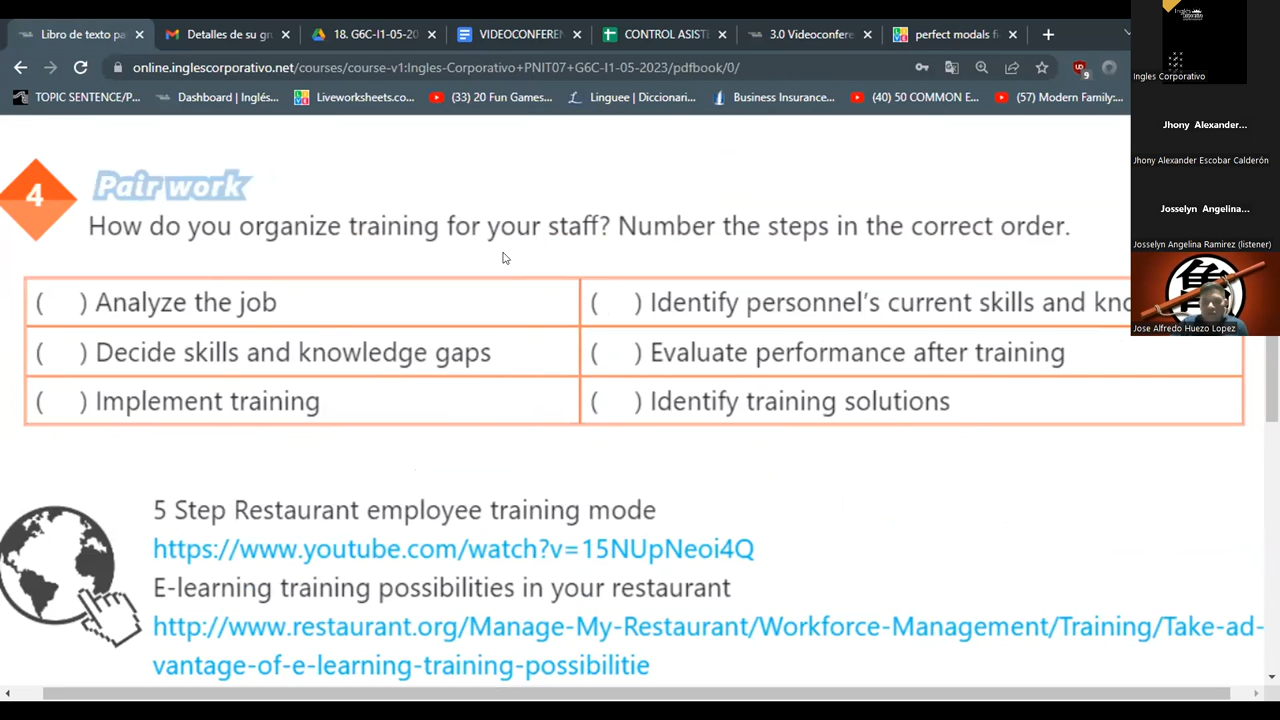 Libro de texto pa
Detalles de su gru
18. G6C-I1-05-20
VIDEOCONFEREN
CONTROL ASIST
3.0 Videoconfere
perfect modals fi
online.inglescorporativo.net/courses/course-v1:Ingles-Corporativo+PNIT07+G6C-I1-05-2023/pdfbook/0/
9
TOPIC SENTENCE/P...
Dashboard | Inglés...
Liveworksheets.co...
(33) 20 Fun Games...
Linguee | Diccionari...
Business Insurance...
(40) 50 COMMON E...
(57) Modern Family:...
Ingles Corporativo
Jhony Alexander...
Jhony Alexander Escobar Calderón
Josselyn Angelina...
Josselyn Angelina Ramirez (listener)
Jose Alfredo Huezo Lopez
4
Pair work
How do you organize training for your staff? Number the steps in the correct order.
( ) Analyze the job
( ) Identify personnel's current skills and kno
( ) Decide skills and knowledge gaps
( ) Evaluate performance after training
( ) Implement training
( ) Identify training solutions
5 Step Restaurant employee training mode
https://www.youtube.com/watch?v=15NUpNeoi4Q
E-learning training possibilities in your restaurant
http://www.restaurant.org/Manage-My-Restaurant/Workforce-Management/Training/Take-ad-
vantage-of-e-learning-training-possibilitie